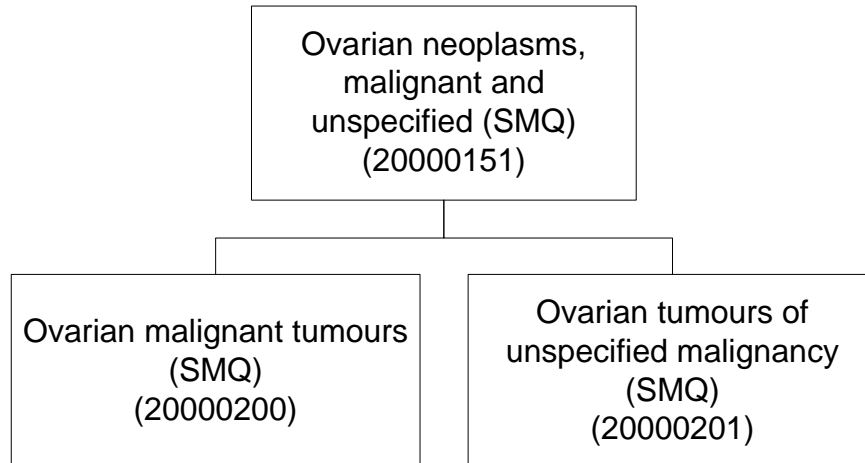 Ovarian neoplasms,
malignant and
unspecified (SMQ)
(20000151)
Ovarian malignant tumours
(SMQ)
(20000200)
Ovarian tumours of
unspecified malignancy
(SMQ)
(20000201)